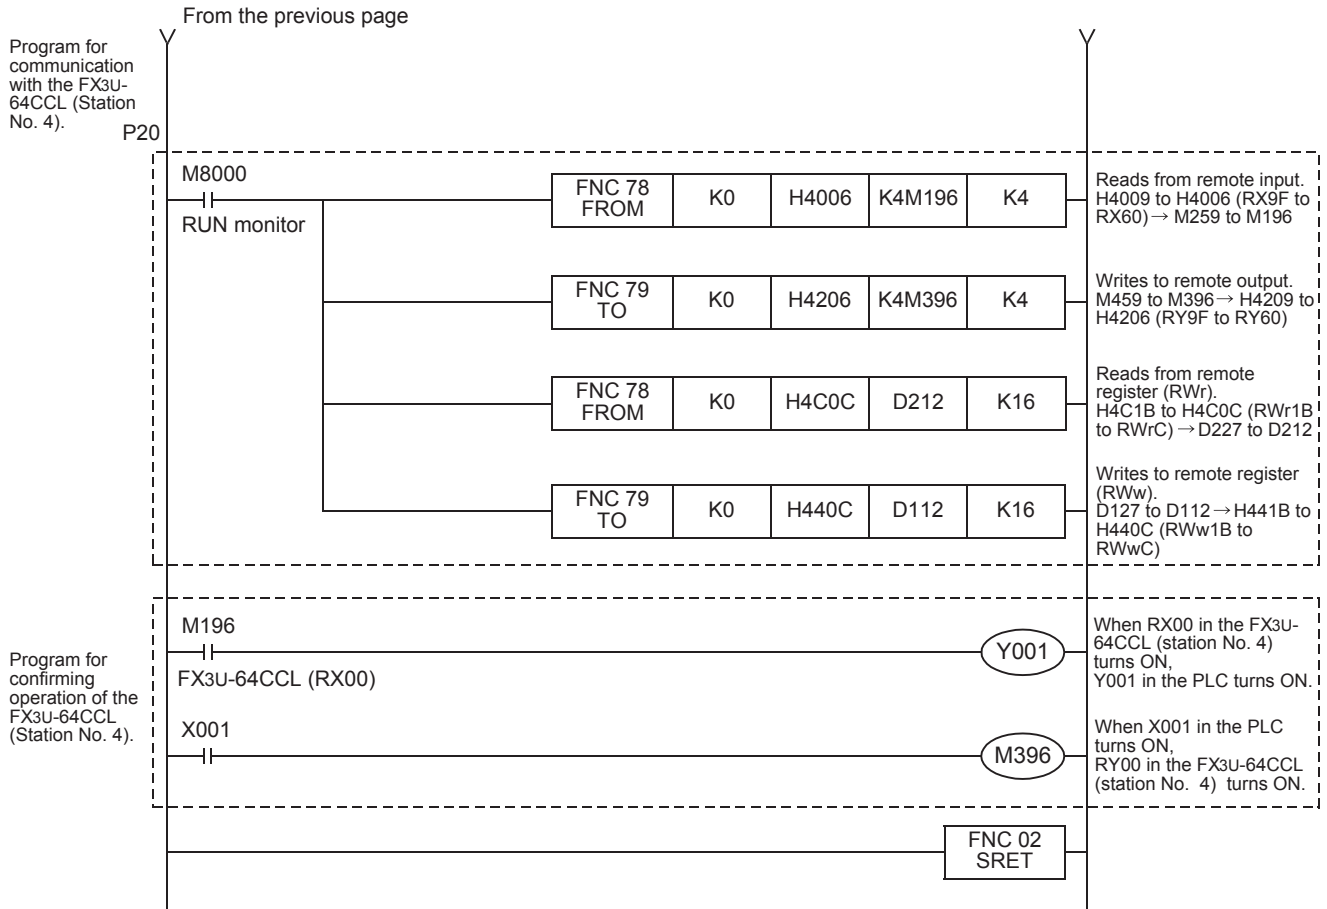 From the previous page
Program for
communication
with the FX3U-
64CCL (Station
No. 4).
P20
M8000
RUN monitor
FNC 78
FROM
K0
H4006
K4M196
K4
Reads from remote input.
H4009 to H4006 (RX9F to
RX60)→ M259 to M196
FNC 79
TO
K0
H4206
K4M396
K4
Writes to remote output.
M459 to M396→ H4209 to
H4206 (RY9F to RY60)
FNC 78
FROM
K0
H4C0C
D212
K16
Reads from remote
register (RWr).
H4C1B to H4C0C (RWr1B
to RWrC) →D227 to D212
FNC 79
TO
K0
H440C
D112
K16
Writes to remote register
(RWw).
D127 to D112→H441B to
H440C (RWw1B to
RWwC)
Program for
confirming
operation of the
FX3U-64CCL
(Station No. 4).
M196
FX3U-64CCL (RX00)
Y001
When RX00 in the FX3U-
64CCL (station No. 4)
turns ON,
Y001 in the PLC turns ON.
X001
M396
When X001 in the PLC
turns ON,
RY00 in the FX3U-64CCL
(station No. 4) turns ON.
FNC 02
SRET